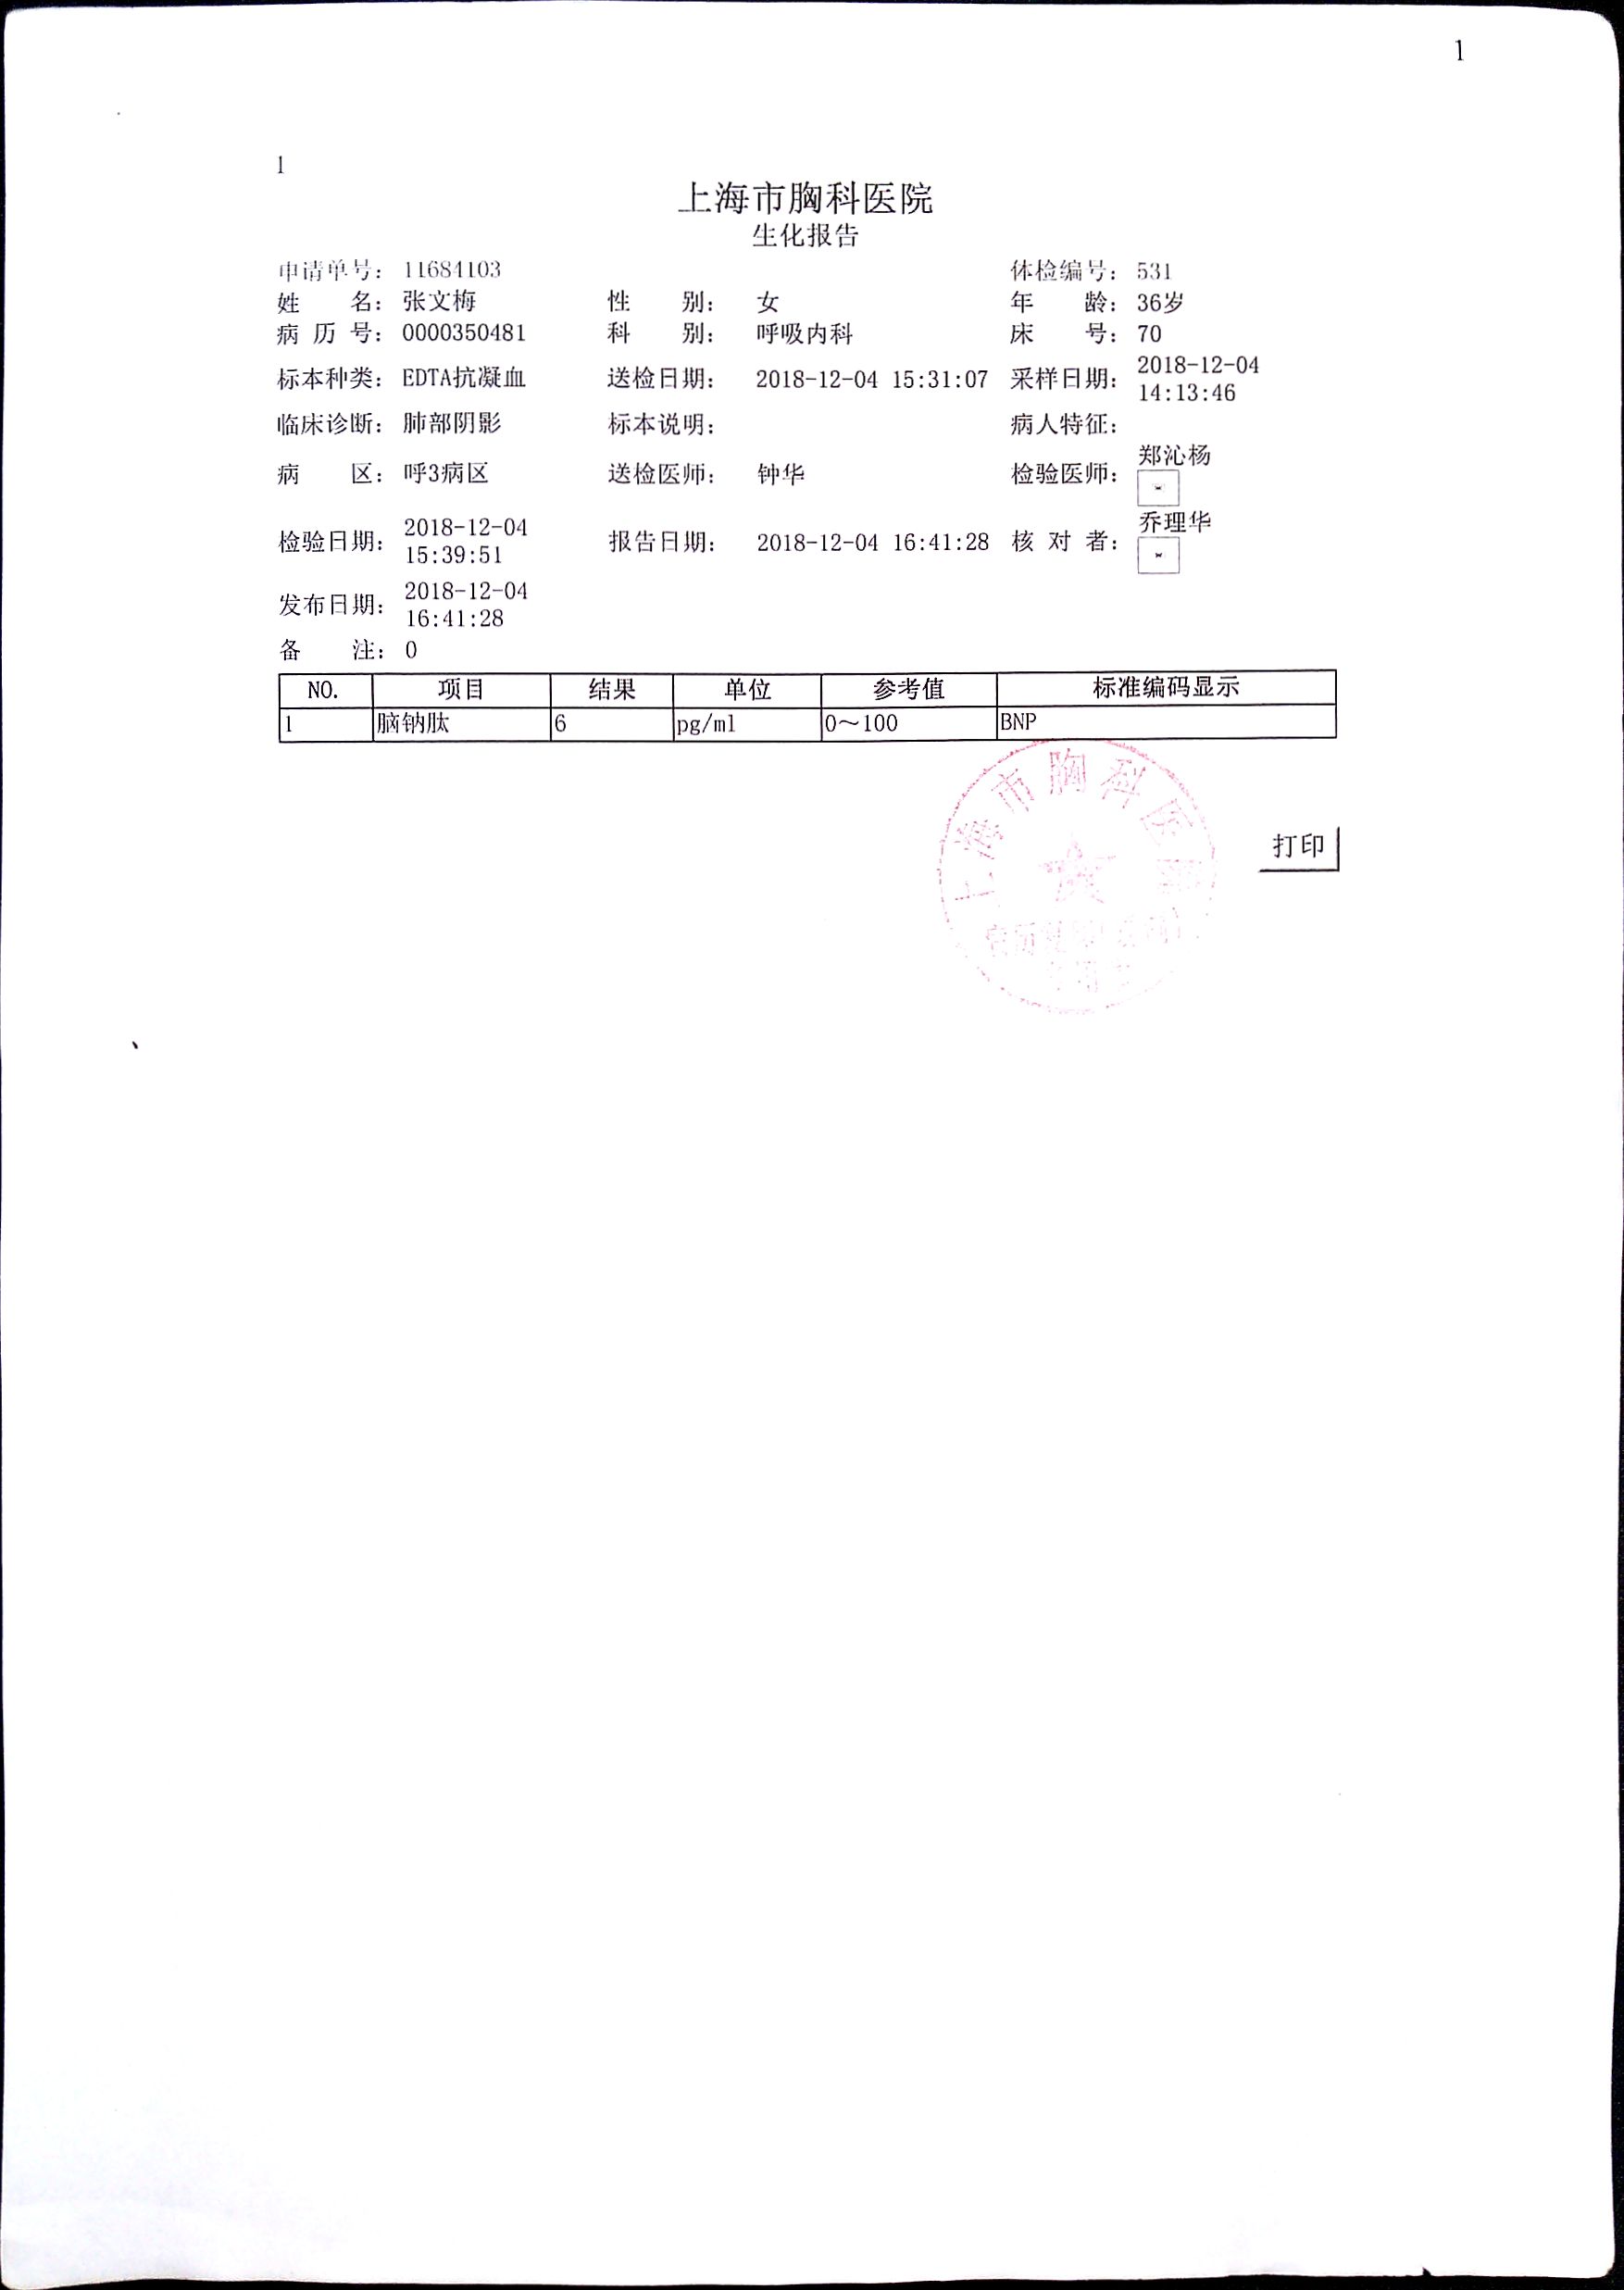 1
1
上海市胸科医院
生化报告
申请单号: 11684103 体检编号: 531
姓 名: 张文梅 性 别: 女 年 龄: 36岁
病 历 号: 0000350481 科 别: 呼吸内科 床 号: 70
标本种类: EDTA抗凝血 送检日期: 2018-12-04 15:31:07 采样日期: 2018-12-04 14:13:46
临床诊断: 肺部阴影 标本说明: 病人特征:
病 区: 呼3病区 送检医师: 钟华 检验医师: 郑沁杨
检验日期: 2018-12-04 15:39:51 报告日期: 2018-12-04 16:41:28 核 对 者: 乔理华
发布日期: 2018-12-04 16:41:28
备 注: 0
NO. 项目 结果 单位 参考值 标准编码显示
1 脑钠肽 6 pg/ml 0～100 BNP
上海市胸科医院
打印